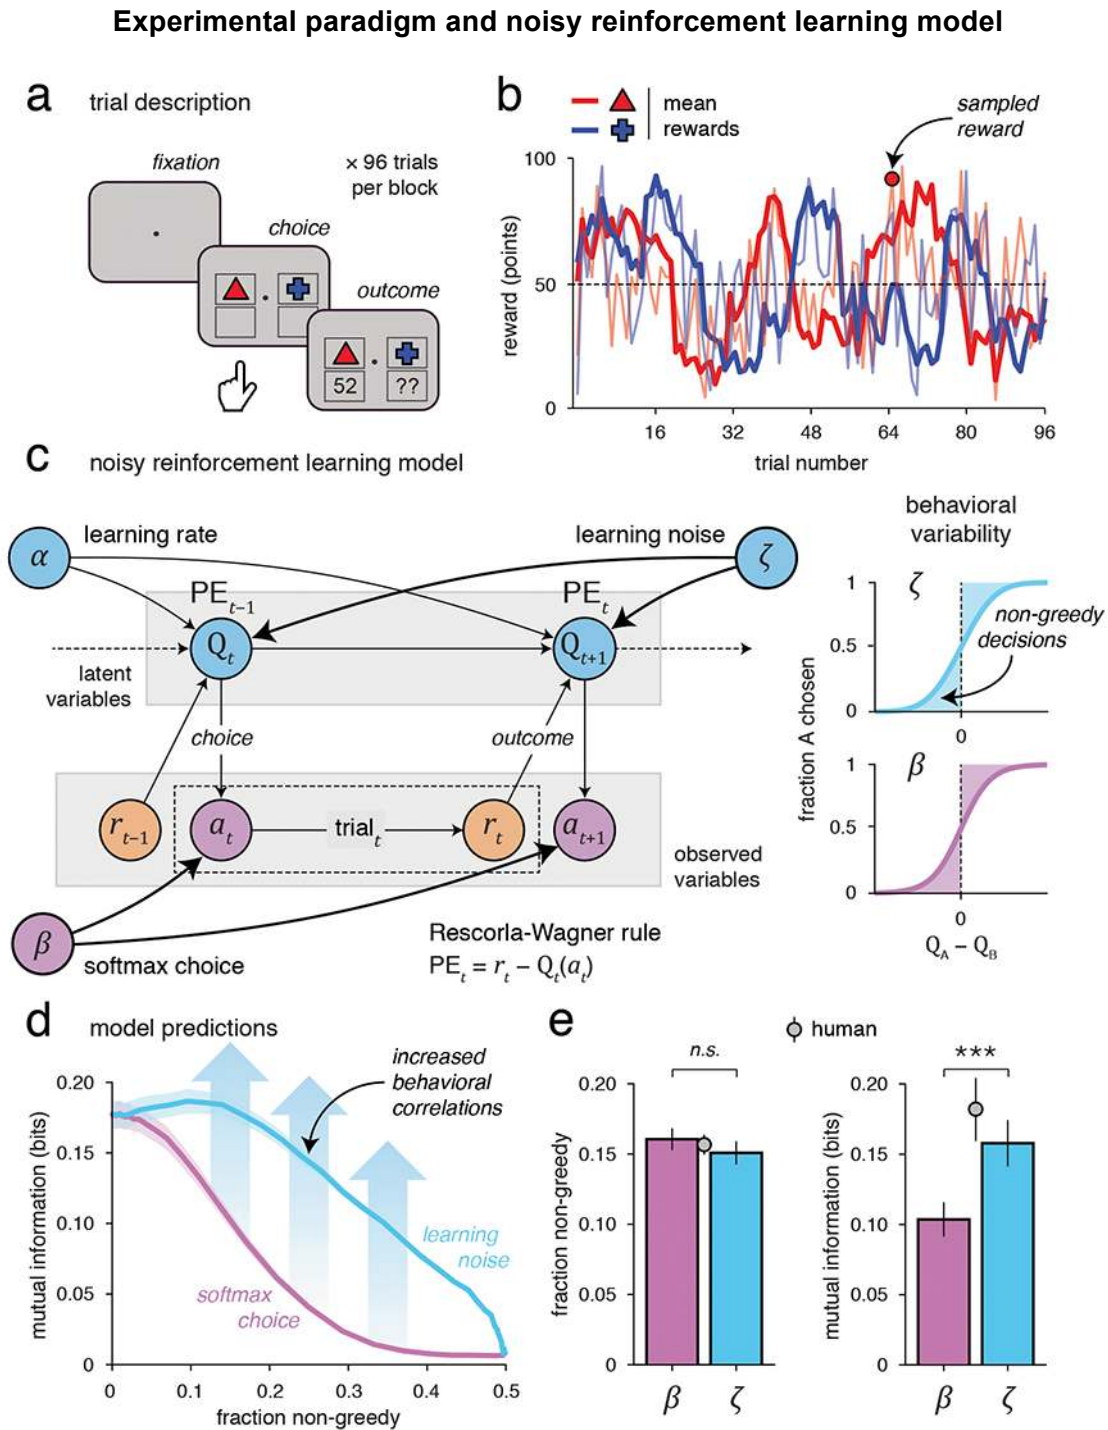 Experimental paradigm and noisy reinforcement learning model
a trial description
fixation
× 96 trials
per block
choice
outcome
52
??
b
mean
rewards
sampled
reward
100
50
0
reward (points)
16 32 48 64 80 96
trial number
c noisy reinforcement learning model
α
learning rate
learning noise
ζ
PEt−1
PEt
Qt
Qt+1
latent
variables
choice
outcome
rt−1
at
trialt
rt
at+1
observed
variables
β
softmax choice
Rescorla-Wagner rule
PEt = rt − Qt(at)
behavioral
variability
ζ
non-greedy
decisions
1
0.5
0
0
fraction A chosen
β
1
0.5
0
0
QA − QB
d model predictions
increased
behavioral
correlations
0.20
0.15
0.10
0.05
0
mutual information (bits)
learning
noise
softmax
choice
0 0.1 0.2 0.3 0.4 0.5
fraction non-greedy
e
human
n.s.
0.20
0.15
0.10
0.05
0
fraction non-greedy
β ζ
***
0.20
0.15
0.10
0.05
0
mutual information (bits)
β ζ